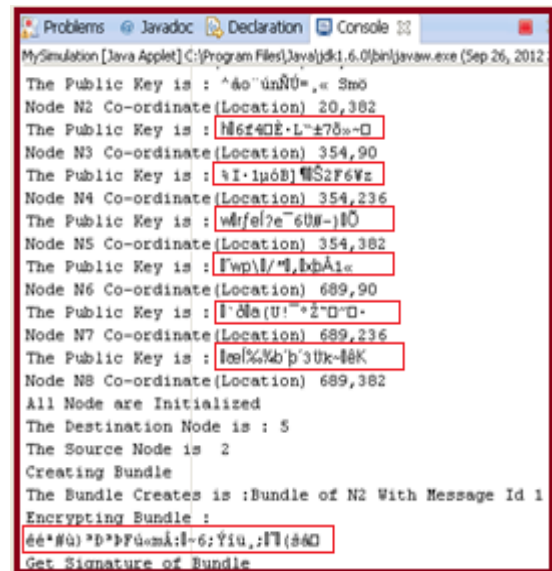 Problems @ Javadoc Declaration Console
MySimulation [Java Applet] C:\Program Files\Java\jdk1.6.0\bin\javaw.exe (Sep 26, 2012
The Public Key is :
Node N2 Co-ordinate(Location) 20,382
The Public Key is :
Node N3 Co-ordinate(Location) 354,90
The Public Key is :
Node N4 Co-ordinate(Location) 354,236
The Public Key is :
Node N5 Co-ordinate(Location) 354,382
The Public Key is :
Node N6 Co-ordinate(Location) 689,90
The Public Key is :
Node N7 Co-ordinate(Location) 689,236
The Public Key is :
Node N8 Co-ordinate(Location) 689,382
All Node are Initialized
The Destination Node is : 5
The Source Node is 2
Creating Bundle
The Bundle Creates is :Bundle of N2 With Message Id 1
Encrypting Bundle :
Get Signature of Bundle